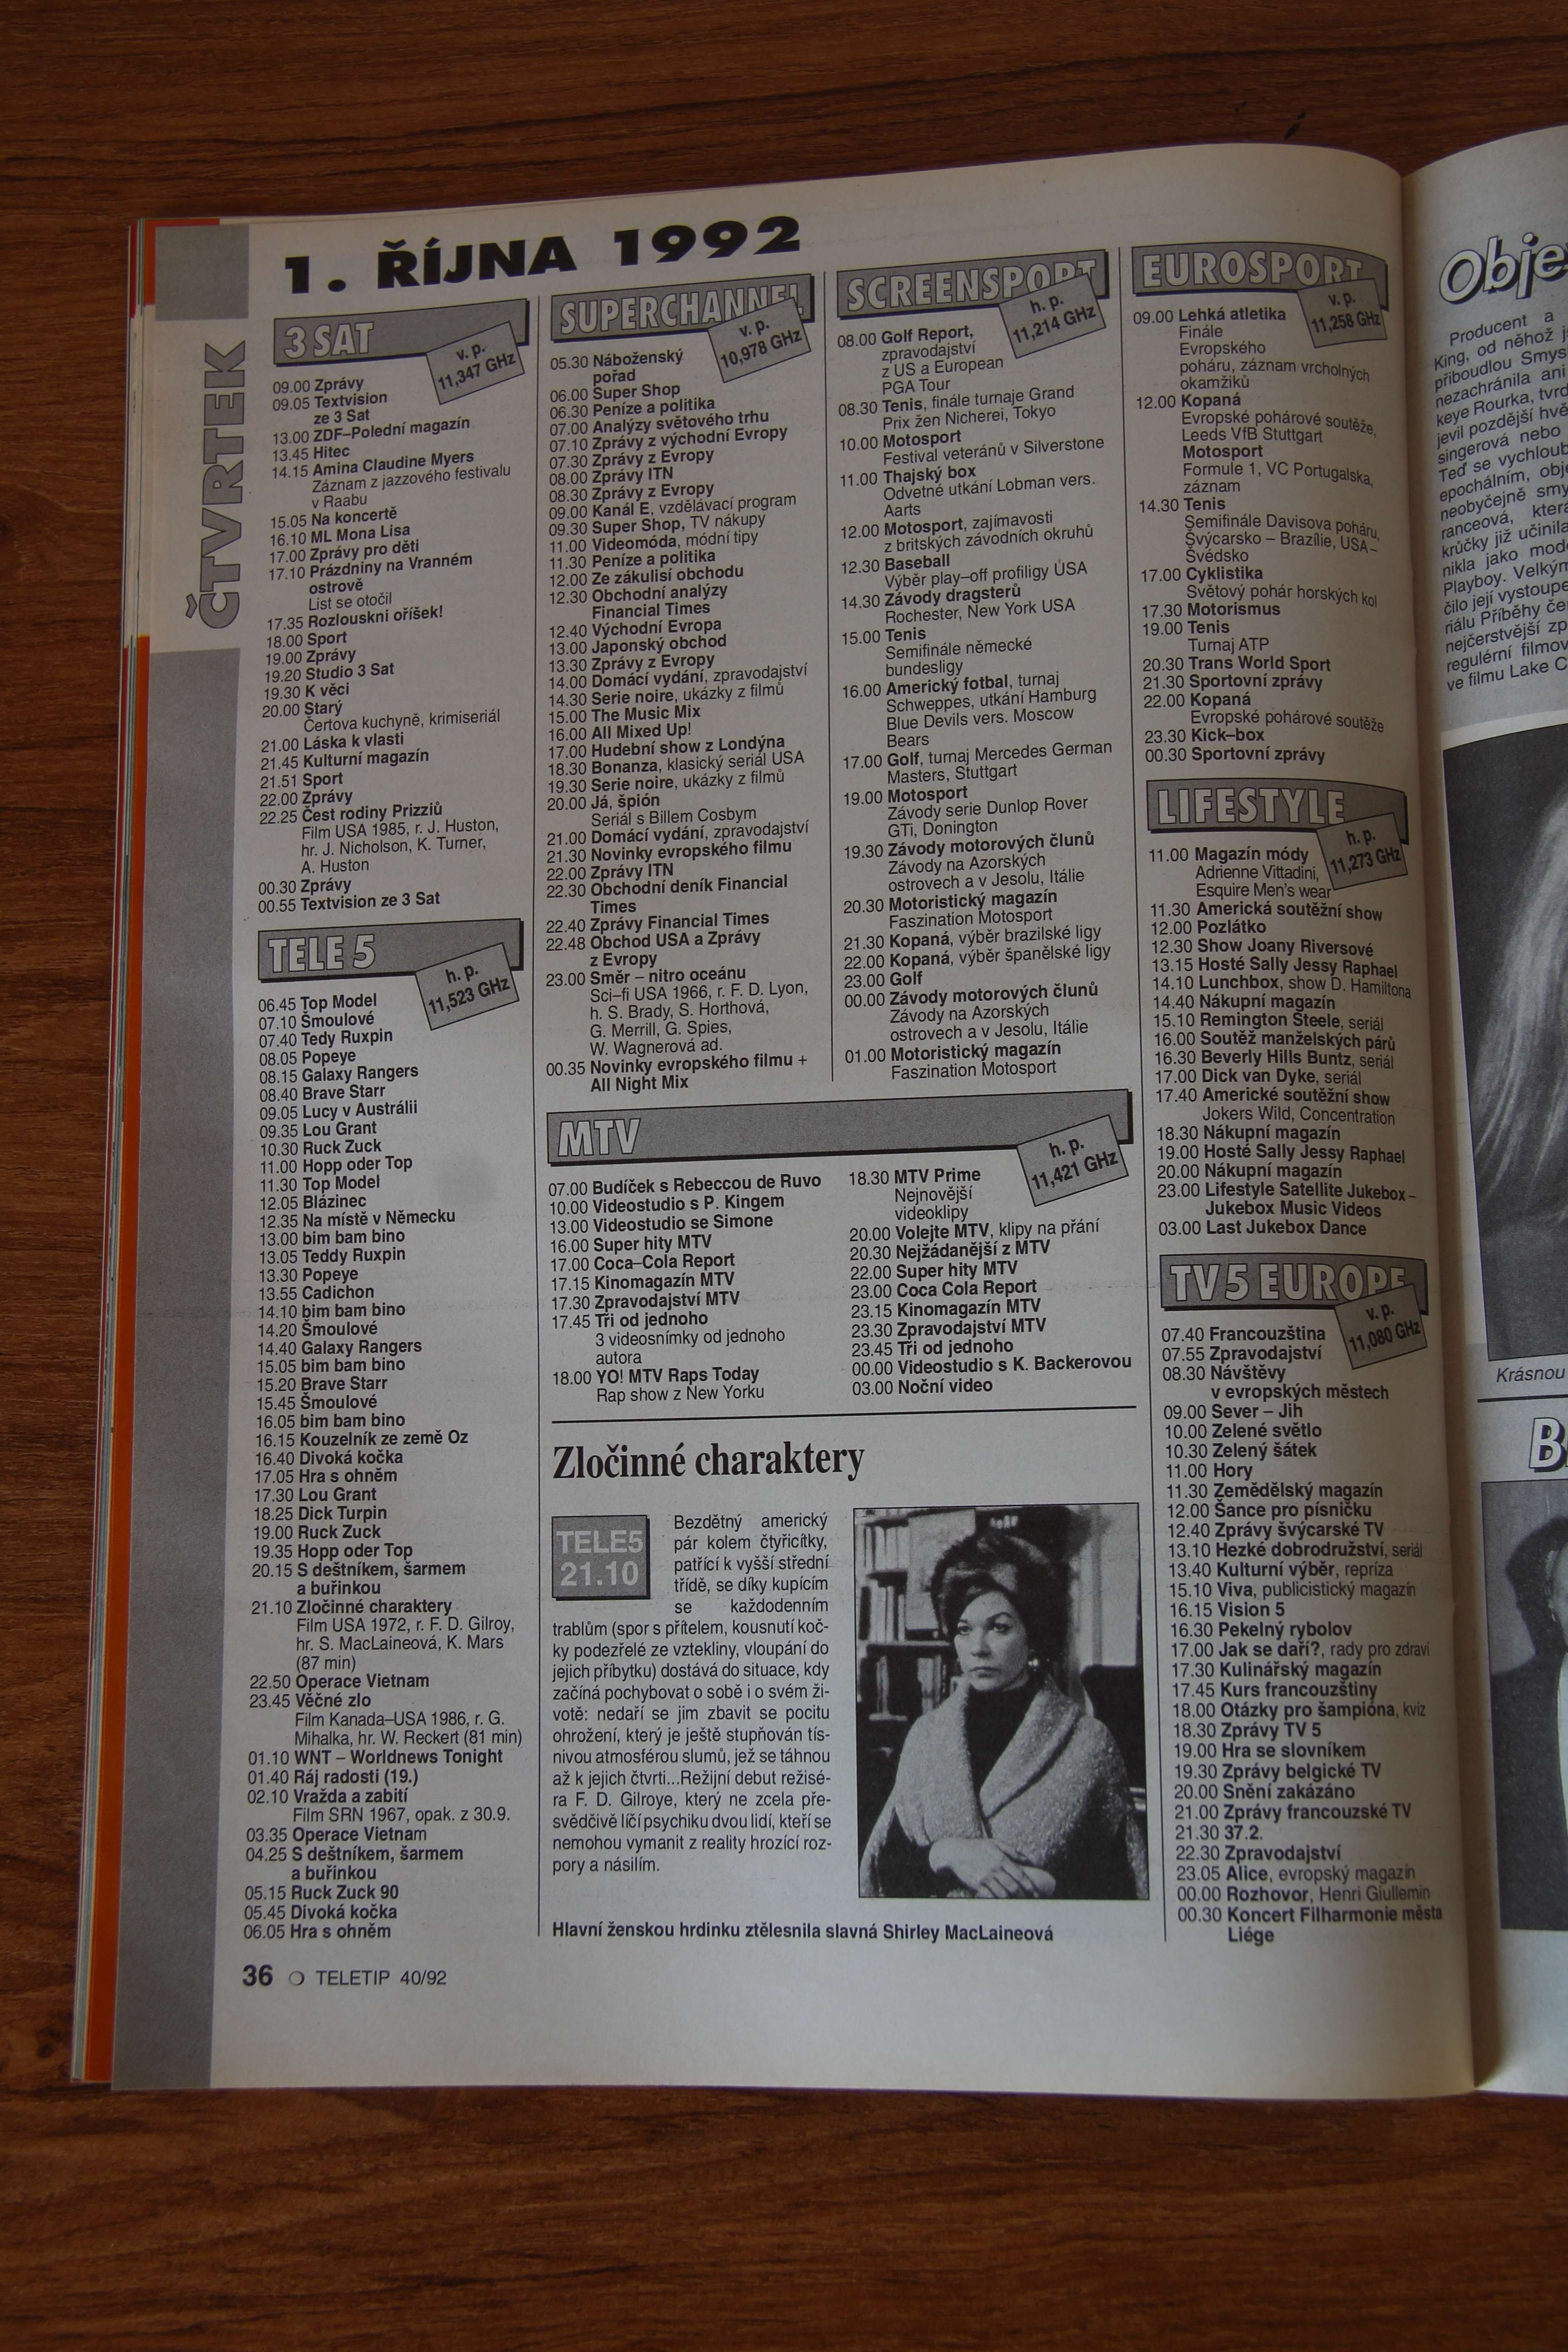 1. ŘÍJNA 1992
ČTVRTEK
3 SAT
v. p.
11,347 GHz
09.00 Zprávy
09.05 Textvision
ze 3 Sat
13.00 ZDF–Polední magazín
13.45 Hitec
14.15 Amina Claudine Myers
Záznam z jazzového festivalu
v Raabu
15.05 Na koncertě
16.10 ML Mona Lisa
17.00 Zprávy pro děti
17.10 Prázdniny na Vranném
ostrově
List se otočil
17.35 Rozlouskni oříšek!
18.00 Sport
19.00 Zprávy
19.20 Studio 3 Sat
19.30 K věci
20.00 Starý
Čertova kuchyně, krimiseriál
21.00 Láska k vlasti
21.45 Kulturní magazín
21.51 Sport
22.00 Zprávy
22.25 Čest rodiny Prizziů
Film USA 1985, r. J. Huston,
hr. J. Nicholson, K. Turner,
A. Huston
00.30 Zprávy
00.55 Textvision ze 3 Sat
TELE 5
h. p.
11,523 GHz
06.45 Top Model
07.10 Šmoulové
07.40 Tedy Ruxpin
08.05 Popeye
08.15 Galaxy Rangers
08.40 Brave Starr
09.05 Lucy v Austrálii
09.35 Lou Grant
10.30 Ruck Zuck
11.00 Hopp oder Top
11.30 Top Model
12.05 Blázinec
12.35 Na místě v Německu
13.00 bim bam bino
13.05 Teddy Ruxpin
13.30 Popeye
13.55 Cadichon
14.10 bim bam bino
14.20 Šmoulové
14.40 Galaxy Rangers
15.05 bim bam bino
15.20 Brave Starr
15.45 Šmoulové
16.05 bim bam bino
16.15 Kouzelník ze země Oz
16.40 Divoká kočka
17.05 Hra s ohněm
17.30 Lou Grant
18.25 Dick Turpin
19.00 Ruck Zuck
19.35 Hopp oder Top
20.15 S deštníkem, šarmem
a buřinkou
21.10 Zločinné charaktery
Film USA 1972, r. F. D. Gilroy,
hr. S. MacLaineová, K. Mars
(87 min)
22.50 Operace Vietnam
23.45 Věčné zlo
Film Kanada–USA 1986, r. G.
Mihalka, hr. W. Reckert (81 min)
01.10 WNT – Worldnews Tonight
01.40 Ráj radosti (19.)
02.10 Vražda a zabití
Film SRN 1967, opak. z 30.9.
03.35 Operace Vietnam
04.25 S deštníkem, šarmem
a buřinkou
05.15 Ruck Zuck 90
05.45 Divoká kočka
06.05 Hra s ohněm
SUPERCHANNEL
v. p.
10,978 GHz
05.30 Náboženský
pořad
06.00 Super Shop
06.30 Peníze a politika
07.00 Analýzy světového trhu
07.10 Zprávy z východní Evropy
07.30 Zprávy z Evropy
08.00 Zprávy ITN
08.30 Zprávy z Evropy
09.00 Kanál E, vzdělávací program
09.30 Super Shop, TV nákupy
11.00 Videomóda, módní tipy
11.30 Peníze a politika
12.00 Ze zákulisí obchodu
12.30 Obchodní analýzy
Financial Times
12.40 Východní Evropa
13.00 Japonský obchod
13.30 Zprávy z Evropy
14.00 Domácí vydání, zpravodajství
14.30 Serie noire, ukázky z filmů
15.00 The Music Mix
16.00 All Mixed Up!
17.00 Hudební show z Londýna
18.30 Bonanza, klasický seriál USA
19.30 Serie noire, ukázky z filmů
20.00 Já, špión
Seriál s Billem Cosbym
21.00 Domácí vydání, zpravodajství
21.30 Novinky evropského filmu
22.00 Zprávy ITN
22.30 Obchodní deník Financial
Times
22.40 Zprávy Financial Times
22.48 Obchod USA a Zprávy
z Evropy
23.00 Směr – nitro oceánu
Sci–fi USA 1966, r. F. D. Lyon,
h. S. Brady, S. Horthová,
G. Merrill, G. Spies,
W. Wagnerová ad.
00.35 Novinky evropského filmu +
All Night Mix
SCREENSPORT
h. p.
11,214 GHz
08.00 Golf Report,
zpravodajství
z US a European
PGA Tour
08.30 Tenis, finále turnaje Grand
Prix žen Nicherei, Tokyo
10.00 Motosport
Festival veteránů v Silverstone
11.00 Thajský box
Odvetné utkání Lobman vers.
Aarts
12.00 Motosport, zajímavosti
z britských závodních okruhů
12.30 Baseball
Výběr play–off profiligy USA
14.30 Závody dragsterů
Rochester, New York USA
15.00 Tenis
Semifinále německé
bundesligy
16.00 Americký fotbal, turnaj
Schweppes, utkání Hamburg
Blue Devils vers. Moscow
Bears
17.00 Golf, turnaj Mercedes German
Masters, Stuttgart
19.00 Motosport
Závody serie Dunlop Rover
GTi, Donington
19.30 Závody motorových člunů
Závody na Azorských
ostrovech a v Jesolu, Itálie
20.30 Motoristický magazín
Faszination Motosport
21.30 Kopaná, výběr brazilské ligy
22.00 Kopaná, výběr španělské ligy
23.00 Golf
00.00 Závody motorových člunů
Závody na Azorských
ostrovech a v Jesolu, Itálie
01.00 Motoristický magazín
Faszination Motosport
MTV
h. p.
11,421 GHz
07.00 Budíček s Rebeccou de Ruvo
10.00 Videostudio s P. Kingem
13.00 Videostudio se Simone
16.00 Super hity MTV
17.00 Coca–Cola Report
17.15 Kinomagazín MTV
17.30 Zpravodajství MTV
17.45 Tři od jednoho
3 videosnímky od jednoho
autora
18.00 YO! MTV Raps Today
Rap show z New Yorku
18.30 MTV Prime
Nejnovější
videoklipy
20.00 Volejte MTV, klipy na přání
20.30 Nejžádanější z MTV
22.00 Super hity MTV
23.00 Coca Cola Report
23.15 Kinomagazín MTV
23.30 Zpravodajství MTV
23.45 Tři od jednoho
00.00 Videostudio s K. Backerovou
03.00 Noční video
Zločinné charaktery
TELE5
21.10
Bezdětný americký
pár kolem čtyřicítky,
patřící k vyšší střední
třídě, se díky kupícím
se každodenním
trablům (spor s přítelem, kousnutí koč-
ky podezřelé ze vztekliny, vloupání do
jejich příbytku) dostává do situace, kdy
začíná pochybovat o sobě i o svém ži-
votě: nedaří se jim zbavit se pocitu
ohrožení, který je ještě stupňován tís-
nivou atmosférou slumů, jež se táhnou
až k jejich čtvrti...Režijní debut režisé-
ra F. D. Gilroye, který ne zcela pře-
svědčivě líčí psychiku dvou lidí, kteří se
nemohou vymanit z reality hrozící roz-
pory a násilím.
Hlavní ženskou hrdinku ztělesnila slavná Shirley MacLaineová
EUROSPORT
v. p.
11,258 GHz
09.00 Lehká atletika
Finále
Evropského
poháru, záznam vrcholných
okamžiků
12.00 Kopaná
Evropské pohárové soutěže,
Leeds VfB Stuttgart
Motosport
Formule 1, VC Portugalska,
záznam
14.30 Tenis
Semifinále Davisova poháru,
Švýcarsko – Brazílie, USA –
Švédsko
17.00 Cyklistika
Světový pohár horských kol
17.30 Motorismus
19.00 Tenis
Turnaj ATP
20.30 Trans World Sport
21.30 Sportovní zprávy
22.00 Kopaná
Evropské pohárové soutěže
23.30 Kick–box
00.30 Sportovní zprávy
LIFESTYLE
h. p.
11,273 GHz
11.00 Magazín módy
Adrienne Vittadini,
Esquire Men's wear
11.30 Americká soutěžní show
12.00 Pozlátko
12.30 Show Joany Riversové
13.15 Hosté Sally Jessy Raphael
14.10 Lunchbox, show D. Hamiltona
14.40 Nákupní magazín
15.10 Remington Steele, seriál
16.00 Soutěž manželských párů
16.30 Beverly Hills Buntz, seriál
17.00 Dick van Dyke, seriál
17.40 Americké soutěžní show
Jokers Wild, Concentration
18.30 Nákupní magazín
19.00 Hosté Sally Jessy Raphael
20.00 Nákupní magazín
23.00 Lifestyle Satellite Jukebox –
Jukebox Music Videos
03.00 Last Jukebox Dance
TV5 EUROPE
v. p.
11,080 GHz
07.40 Francouzština
07.55 Zpravodajství
08.30 Návštěvy
v evropských městech
09.00 Sever – Jih
10.00 Zelené světlo
10.30 Zelený šátek
11.00 Hory
11.30 Zemědělský magazín
12.00 Šance pro písničku
12.40 Zprávy švýcarské TV
13.10 Hezké dobrodružství, seriál
13.40 Kulturní výběr, repríza
15.10 Viva, publicistický magazín
16.15 Vision 5
16.30 Pekelný rybolov
17.00 Jak se daří?, rady pro zdraví
17.30 Kulinářský magazín
17.45 Kurs francouzštiny
18.00 Otázky pro šampióna, kvíz
18.30 Zprávy TV 5
19.00 Hra se slovníkem
19.30 Zprávy belgické TV
20.00 Snění zakázáno
21.00 Zprávy francouzské TV
21.30 37.2.
22.30 Zpravodajství
23.05 Alice, evropský magazín
00.00 Rozhovor, Henri Giullemin
00.30 Koncert Filharmonie města
Liége
36 TELETIP 40/92
Obje
Producent a
King, od něhož j
přiboudlou Smys
nezachránila ani
keye Rourka, tvrd
jevil pozdější hvě
singerová nebo
Teď se vychloub
epochálním, obje
neobyčejně smy
ranceová, která
krůčky již učinila
nikla jako mod
Playboy. Velkým
čilo její vystoupe
riálu Příběhy če
nejčerstvější zp
regulérní filmov
ve filmu Lake C
Krásnou
B